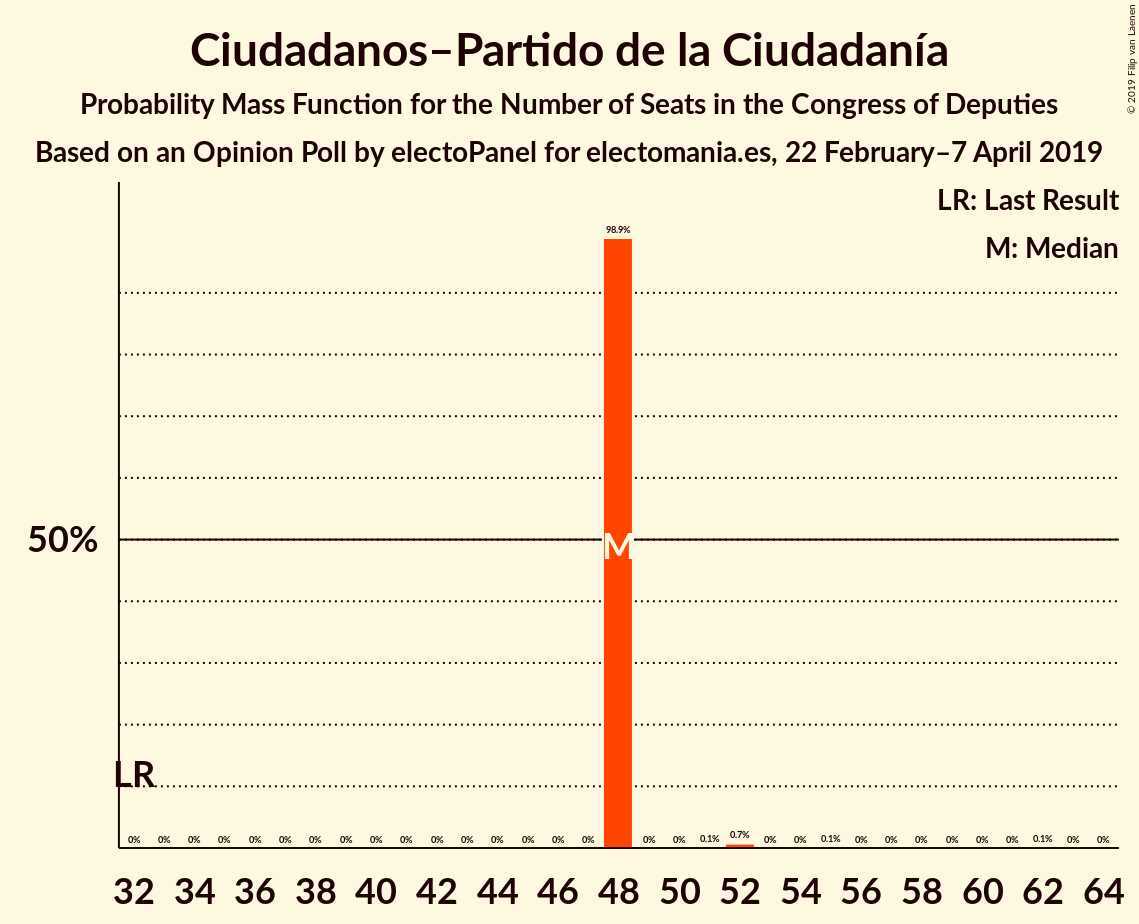 Ciudadanos–Partido de la Ciudadanía
Probability Mass Function for the Number of Seats in the Congress of Deputies
Based on an Opinion Poll by electoPanel for electomania.es, 22 February–7 April 2019
© 2019 Filip van Laenen
LR: Last Result
M: Median
98.9%
50%
M
LR
0% 0% 0% 0% 0% 0% 0% 0% 0% 0% 0% 0% 0% 0% 0% 0% 0% 0% 0.1% 0.7% 0% 0% 0.1% 0% 0% 0% 0% 0% 0% 0.1% 0% 0%
32 34 36 38 40 42 44 46 48 50 52 54 56 58 60 62 64